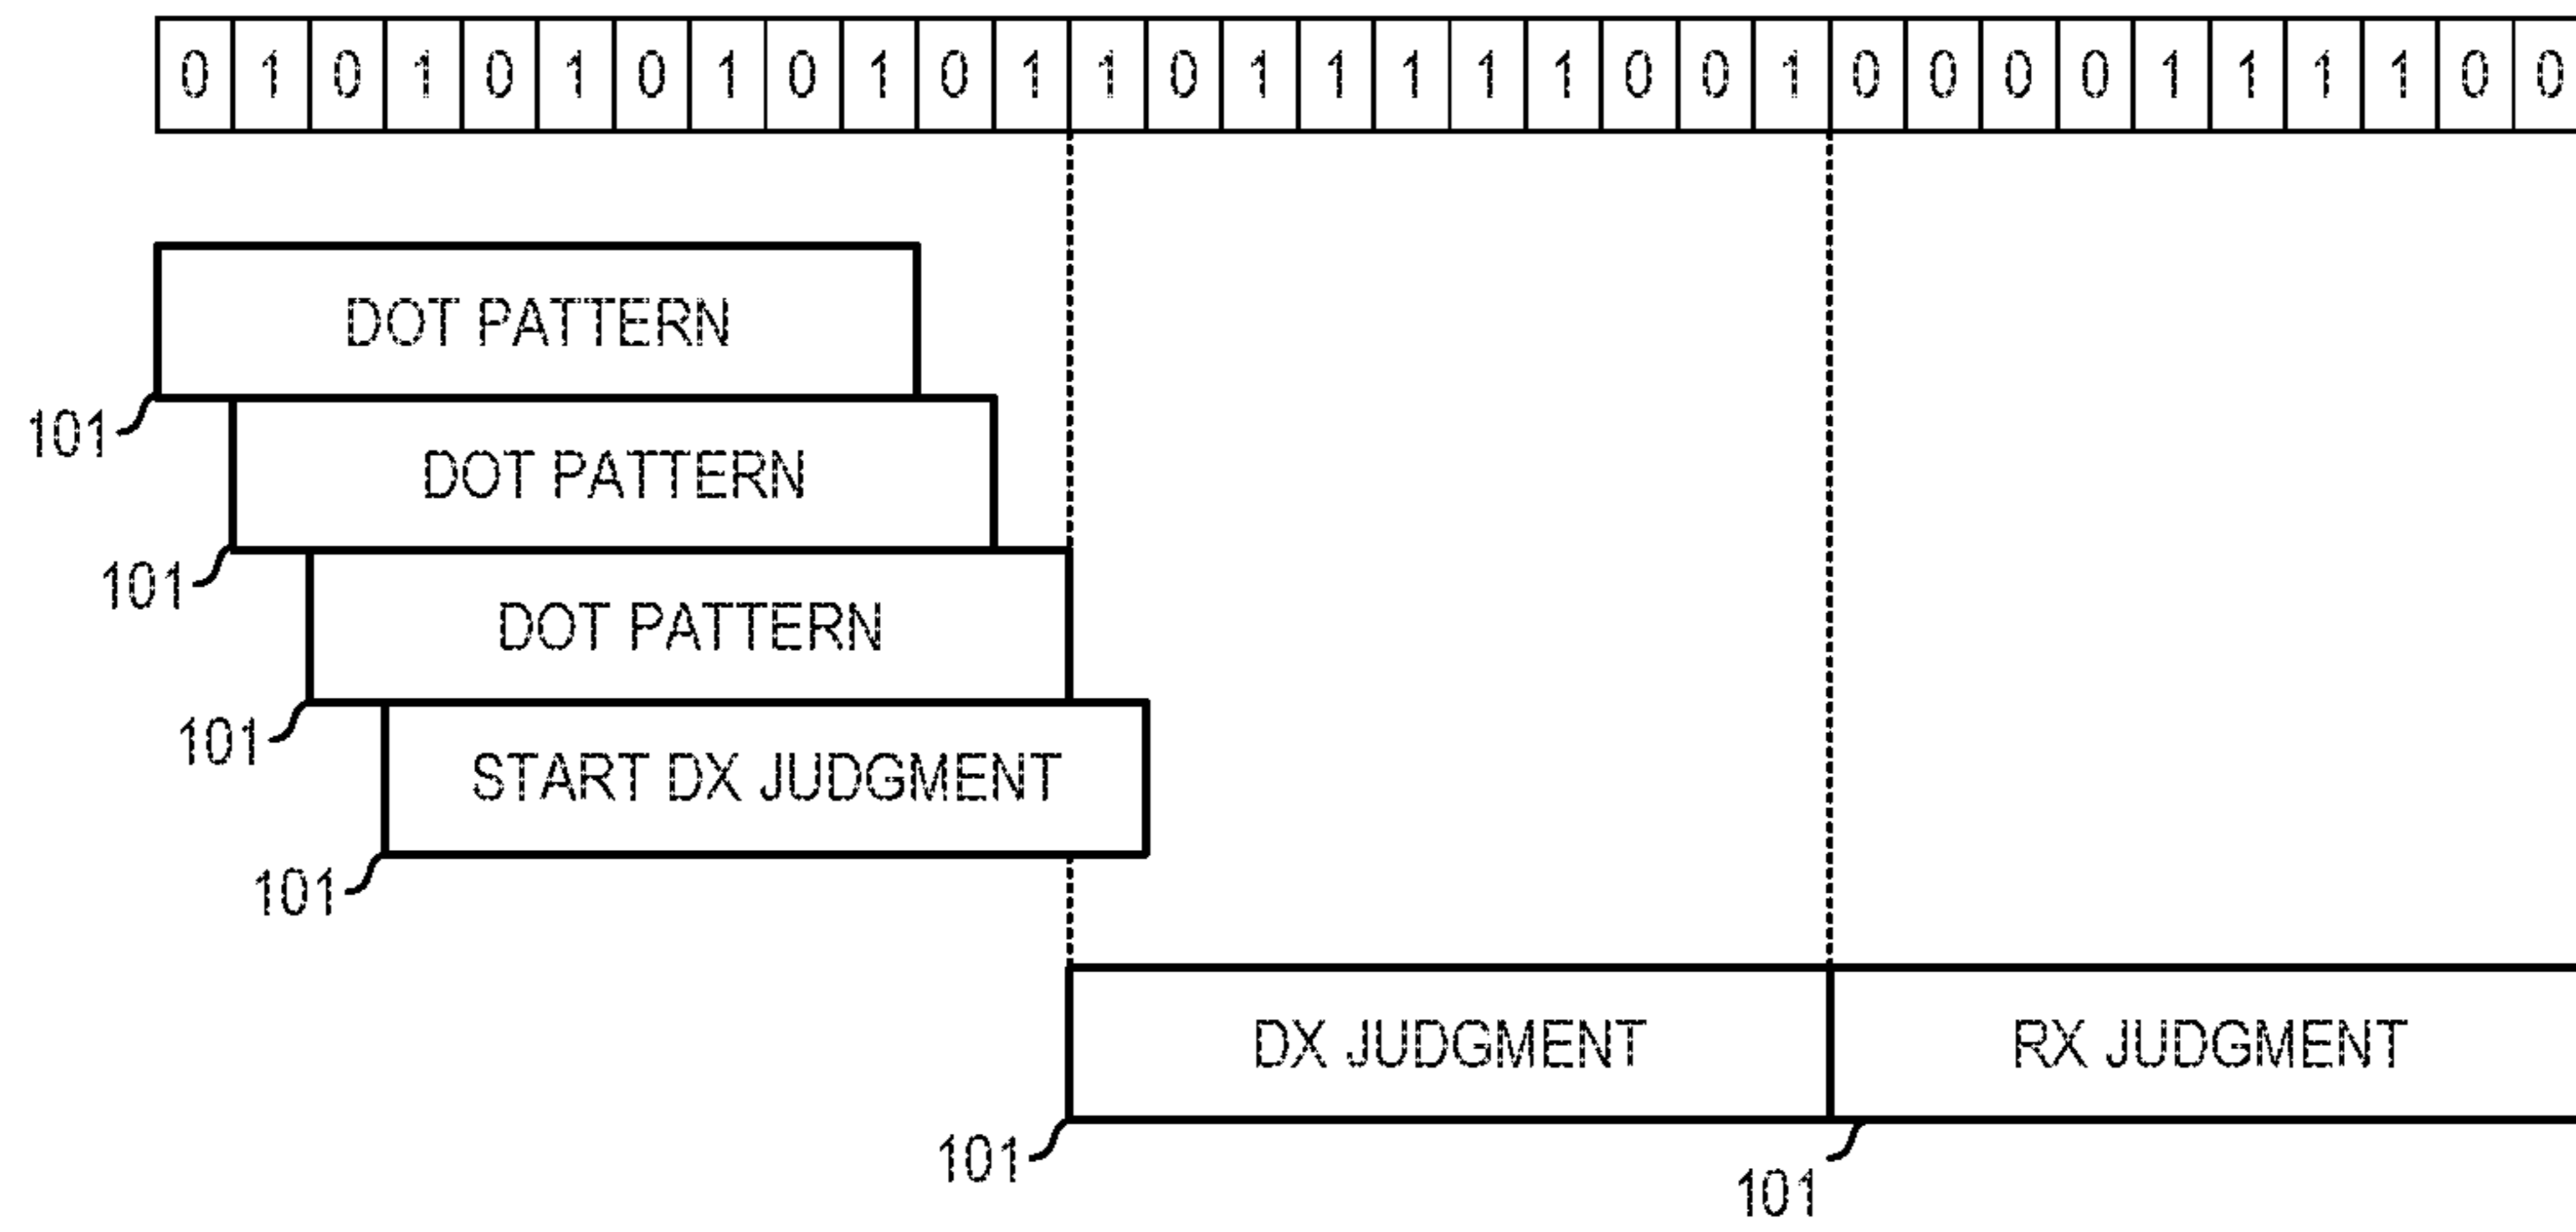 0 1 0 1 0 1 0 1 0 1 0 1 1 0 1 1 1 1 1 0 0 1 0 0 0 0 1 1 1 1 0 0
DOT PATTERN
101
DOT PATTERN
101
DOT PATTERN
101
START DX JUDGMENT
101
DX JUDGMENT RX JUDGMENT
101
101